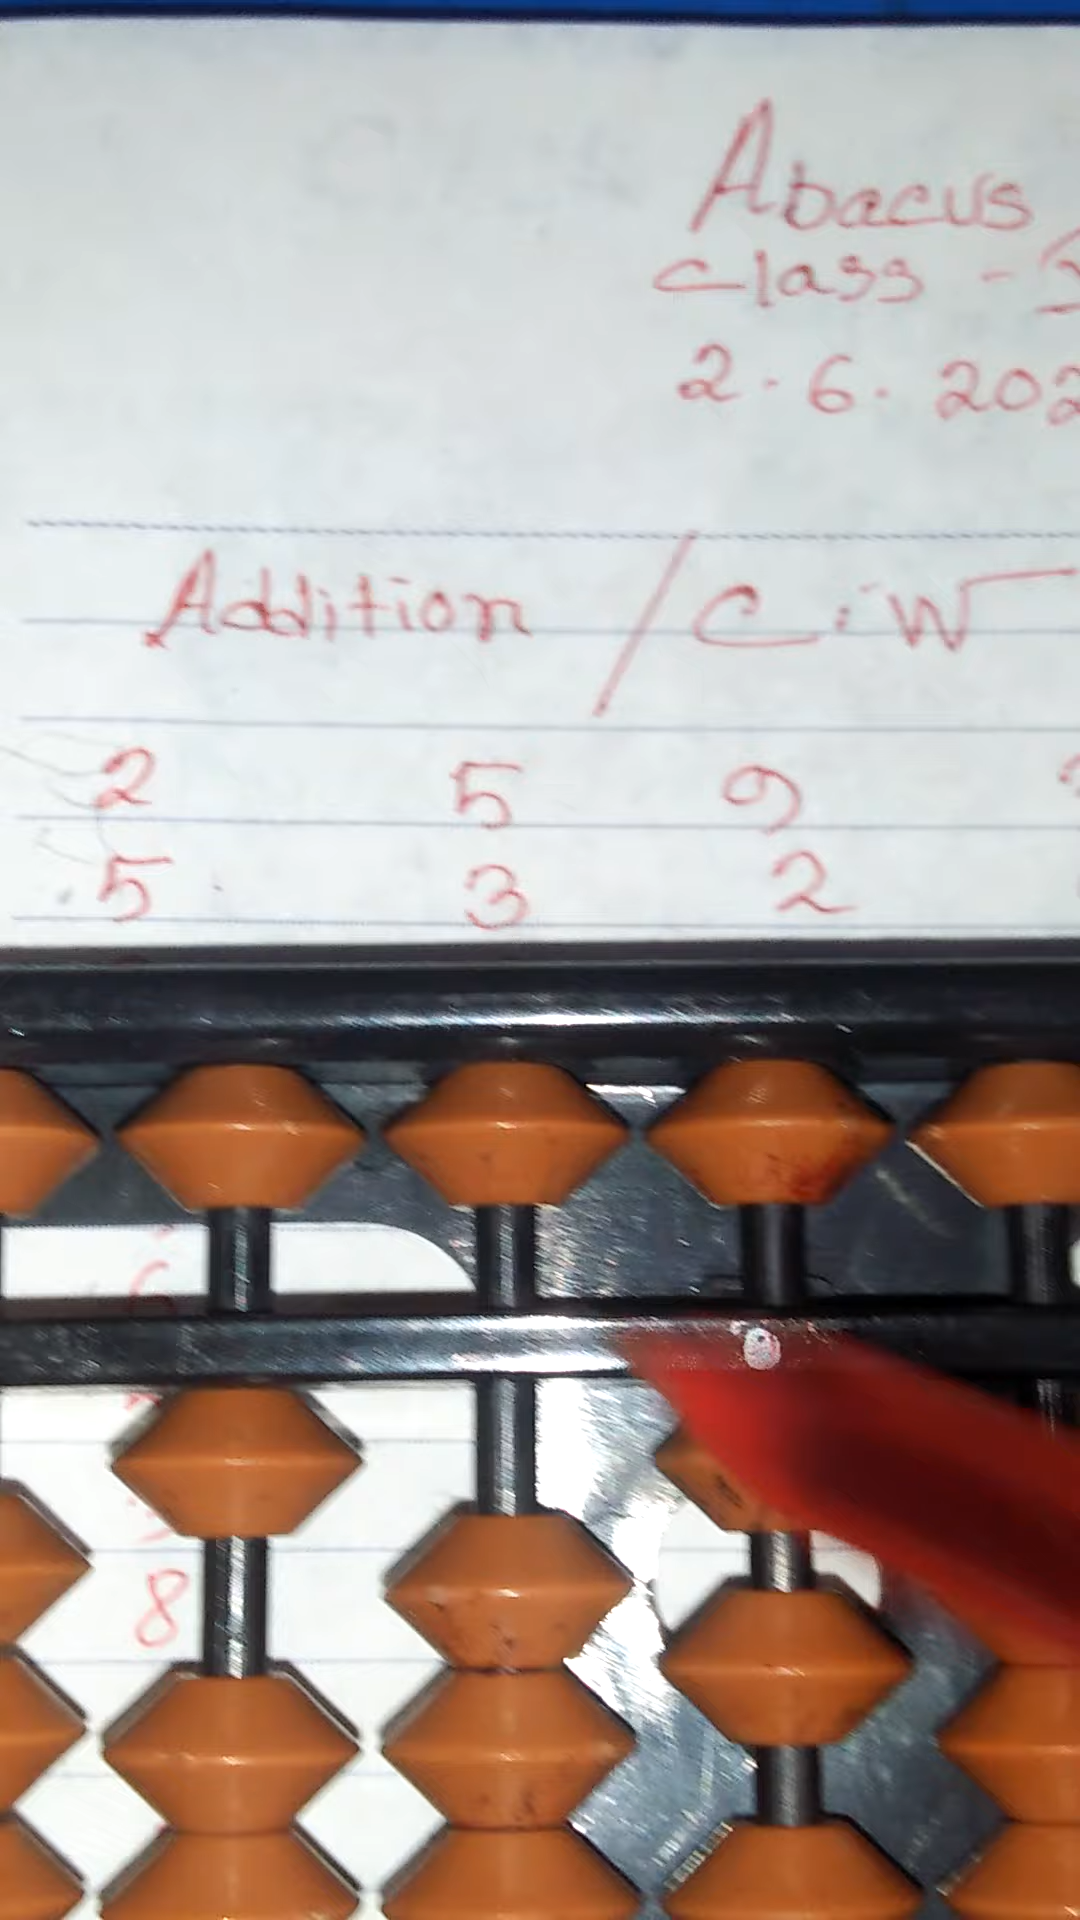 Abacus
Class -
2.6.202
Addition / C.W
2 5 9
5 3 2
8